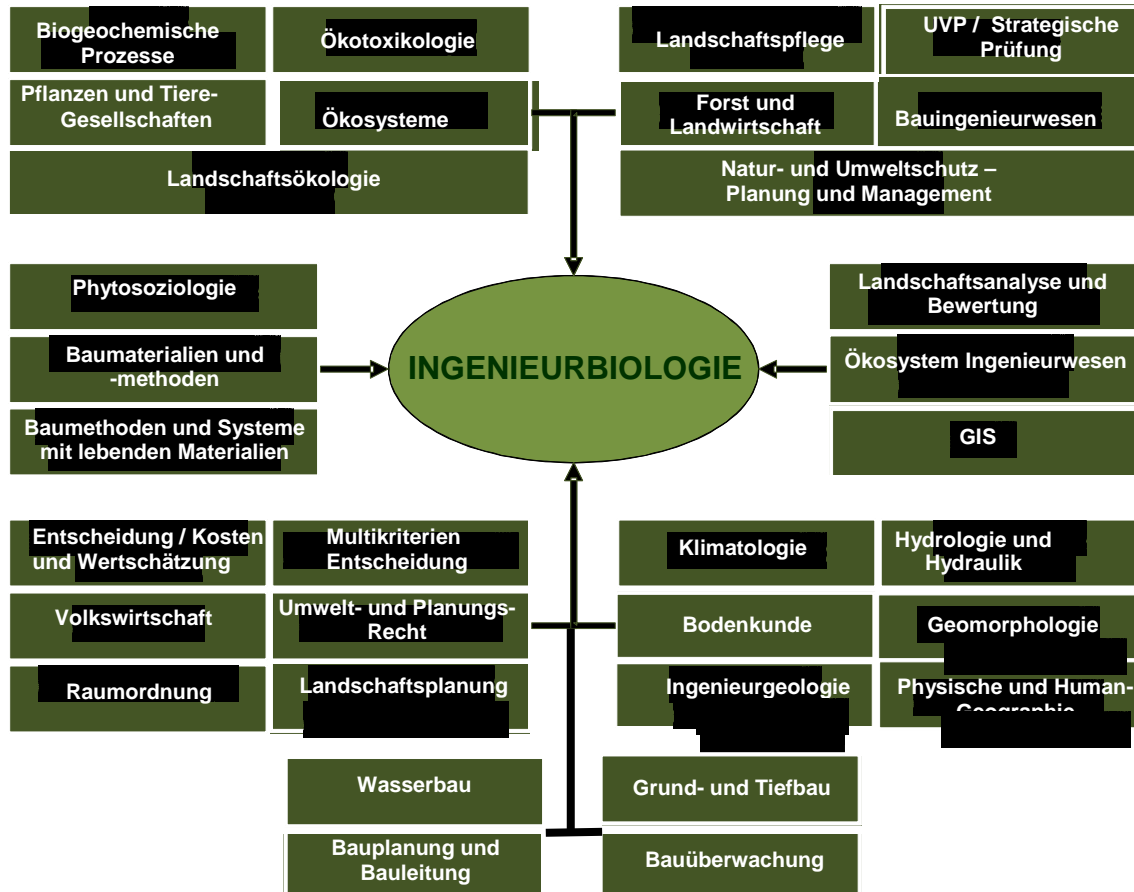 Biogeochemische
Prozesse
Ökotoxikologie
Pflanzen und Tiere-
Gesellschaften
Ökosysteme
Landschaftsökologie
Landschaftspflege
UVP / Strategische
Prüfung
Forst und
Landwirtschaft
Bauingenieurwesen
Natur- und Umweltschutz –
Planung und Management
Phytosoziologie
Baumaterialien und
-methoden
Baumethoden und Systeme
mit lebenden Materialien
INGENIEURBIOLOGIE
Landschaftsanalyse und
Bewertung
Ökosystem Ingenieurwesen
GIS
Entscheidung / Kosten
und Wertschätzung
Multikriterien
Entscheidung
Volkswirtschaft
Umwelt- und Planungs-
Recht
Raumordnung
Landschaftsplanung
Klimatologie
Hydrologie und
Hydraulik
Bodenkunde
Geomorphologie
Ingenieurgeologie
Physische und Human-
Geographie
Wasserbau
Grund- und Tiefbau
Bauplanung und
Bauleitung
Bauüberwachung